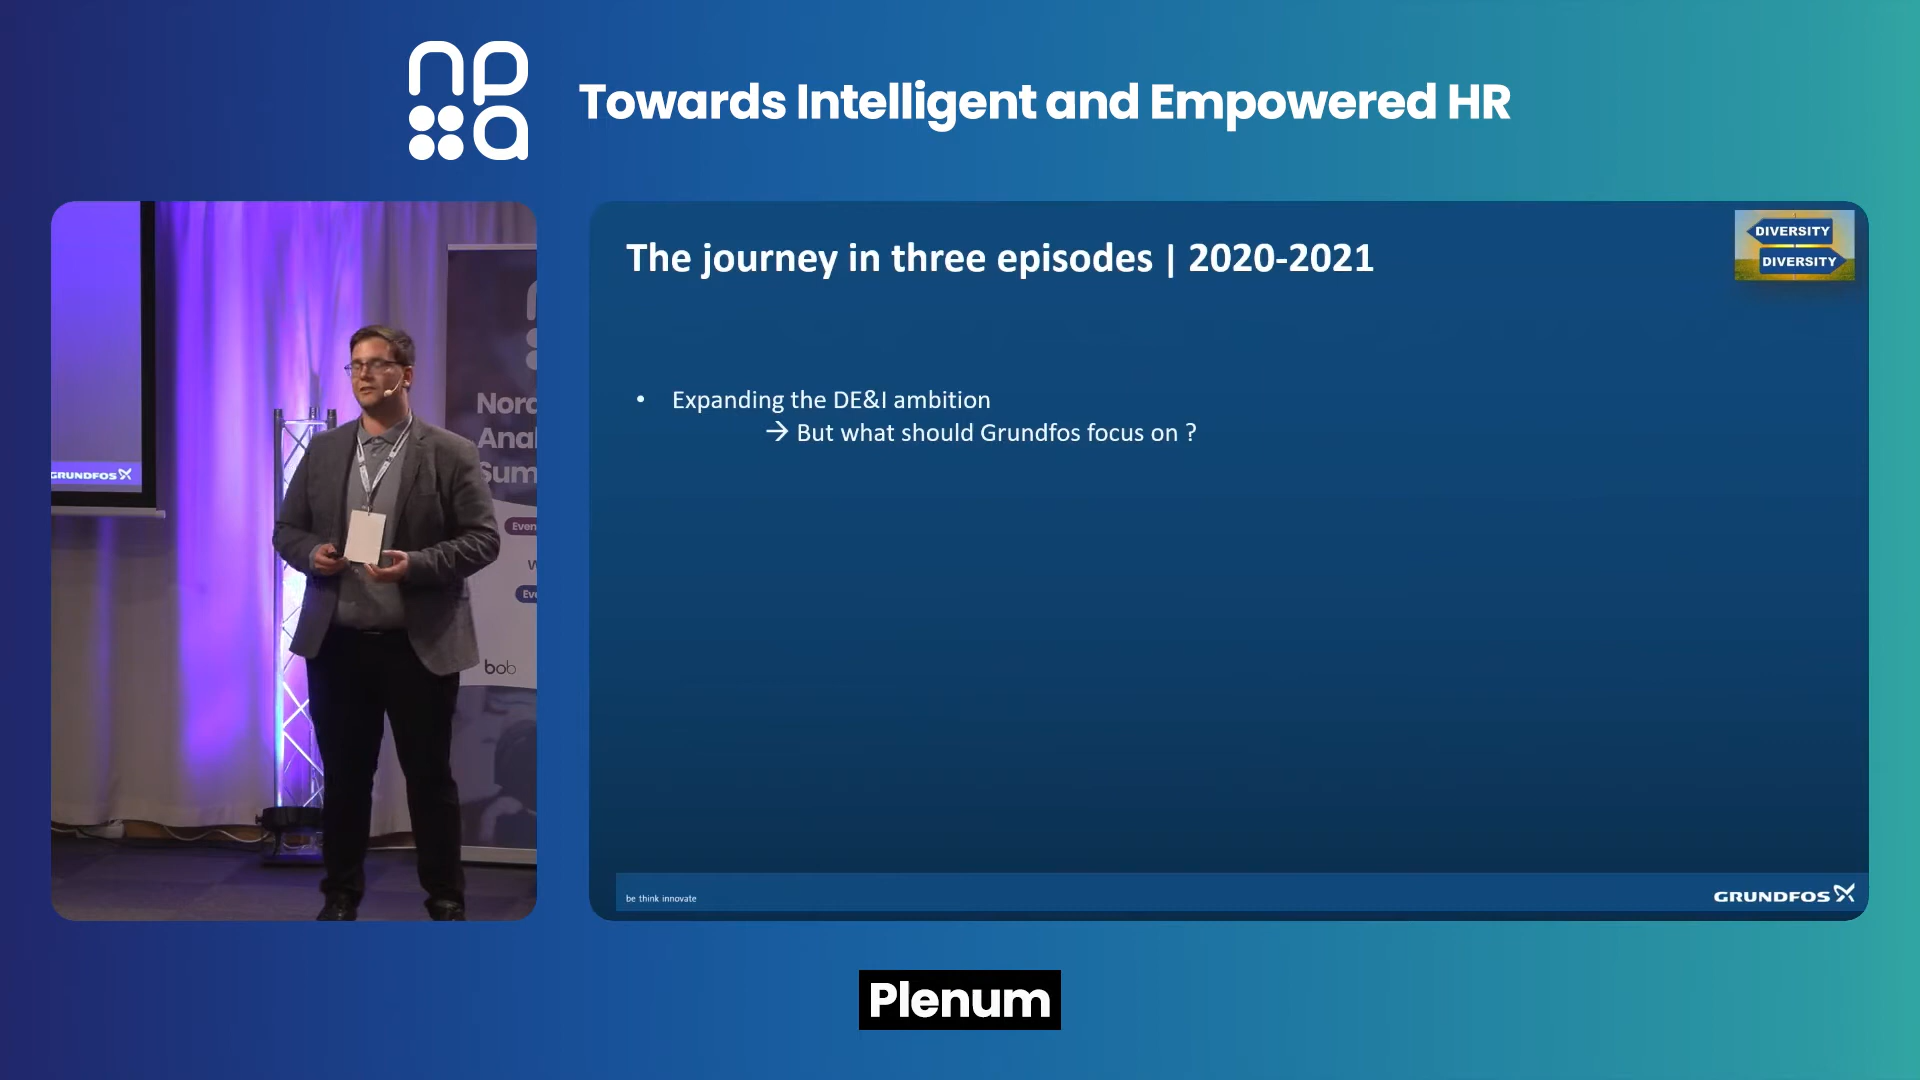 npa
Towards Intelligent and Empowered HR
GRUNDFOS
bob
The journey in three episodes | 2020-2021
DIVERSITY
DIVERSITY
• Expanding the DE&I ambition
→ But what should Grundfos focus on ?
be think innovate
GRUNDFOS
Plenum